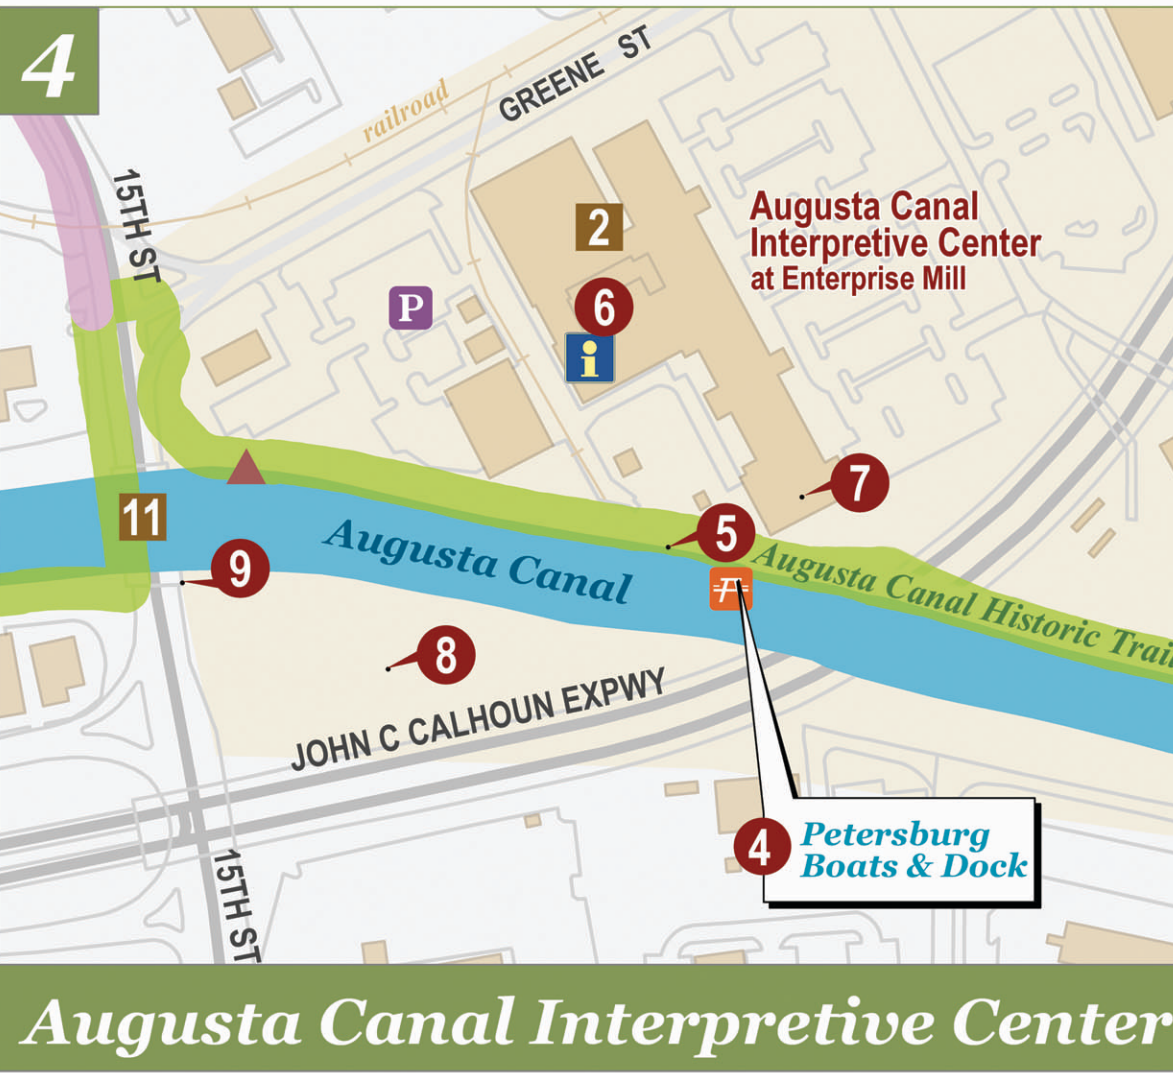 4
railroad
GREENE ST
15TH ST
2
Augusta Canal
Interpretive Center
at Enterprise Mill
6
P
i
7
11
5
Augusta Canal
Augusta Canal Historic Trail
9
8
JOHN C CALHOUN EXPWY
4
Petersburg
Boats & Dock
15TH ST
Augusta Canal Interpretive Center